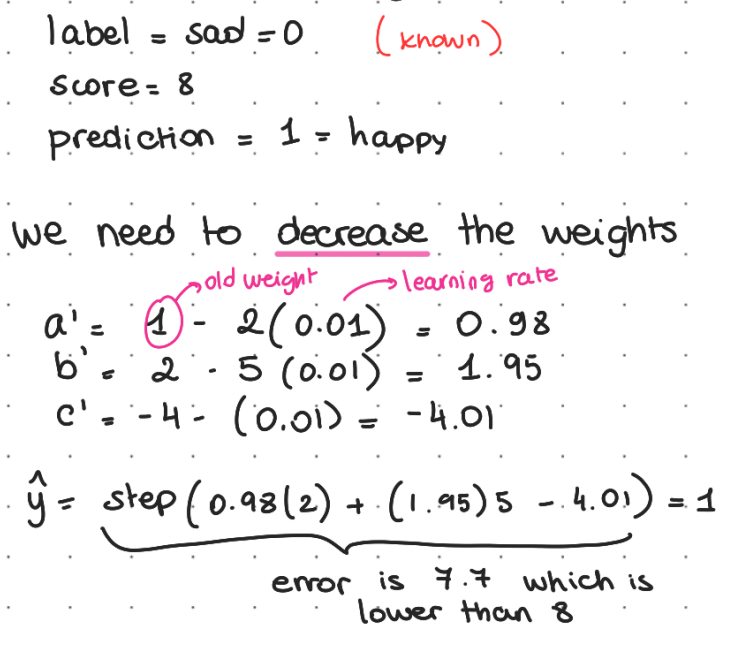 label = sad = 0 (known)
score = 8
prediction = 1 = happy
we need to decrease the weights
old weight learning rate
a' = 1 - 2(0.01) = 0.98
b' = 2 - 5(0.01) = 1.95
c' = -4 - (0.01) = -4.01
ŷ = step(0.98(2) + (1.95)5 - 4.01) = 1
error is 7.7 which is
lower than 8